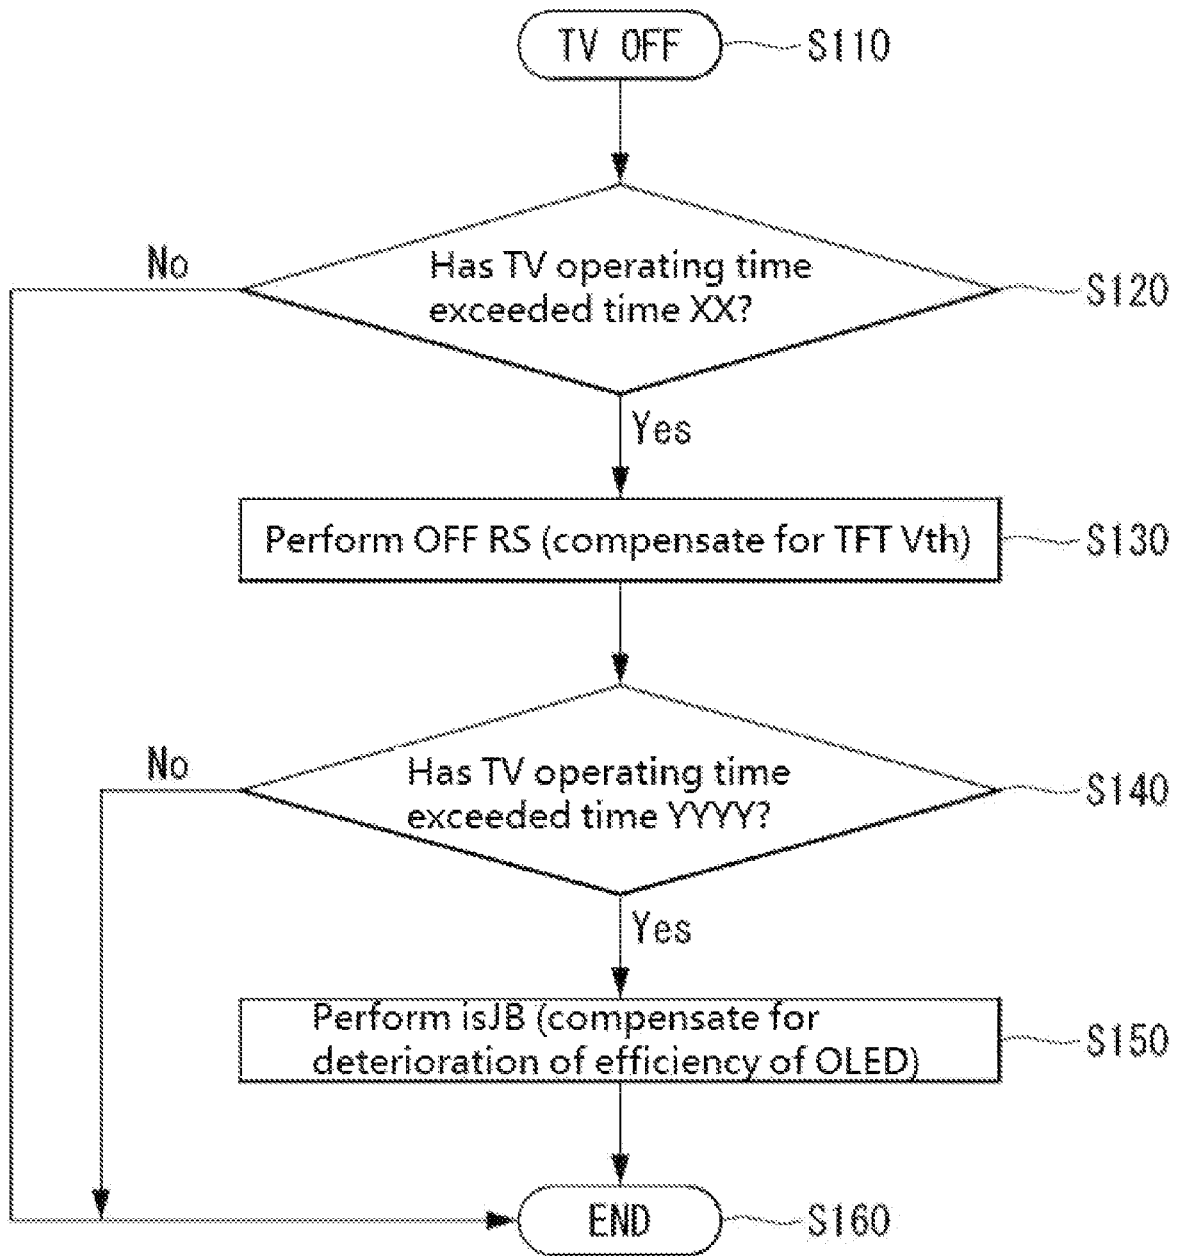 TV OFF
S110
No
Has TV operating time
exceeded time XX?
S120
Yes
Perform OFF RS (compensate for TFT Vth)
S130
No
Has TV operating time
exceeded time YYYY?
S140
Yes
Perform isJB (compensate for
deterioration of efficiency of OLED)
S150
END
S160